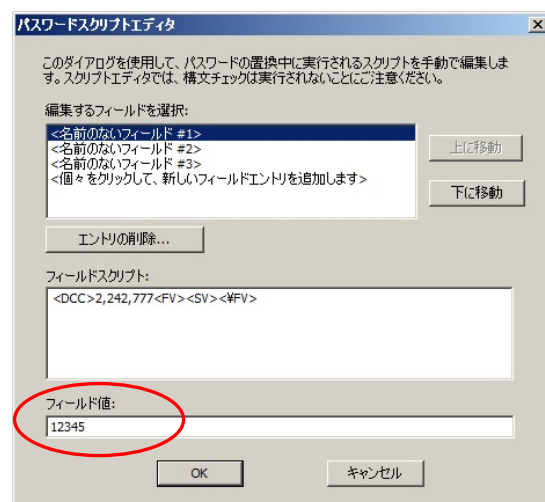 パスワードスクリプトエディタ
このダイアログを使用して、パスワードの置換中に実行されるスクリプトを手動で編集しま
す。スクリプトエディタでは、構文チェックは実行されないことにご注意ください。
編集するフィールドを選択:
<名前のないフィールド #1>
<名前のないフィールド #2>
<名前のないフィールド #3>
<個々をクリックして、新しいフィールドエントリを追加します>
上に移動
下に移動
エントリの削除...
フィールドスクリプト:
<DCC>2,242,777<FV><SV><¥FV>
フィールド値:
12345
OK
キャンセル